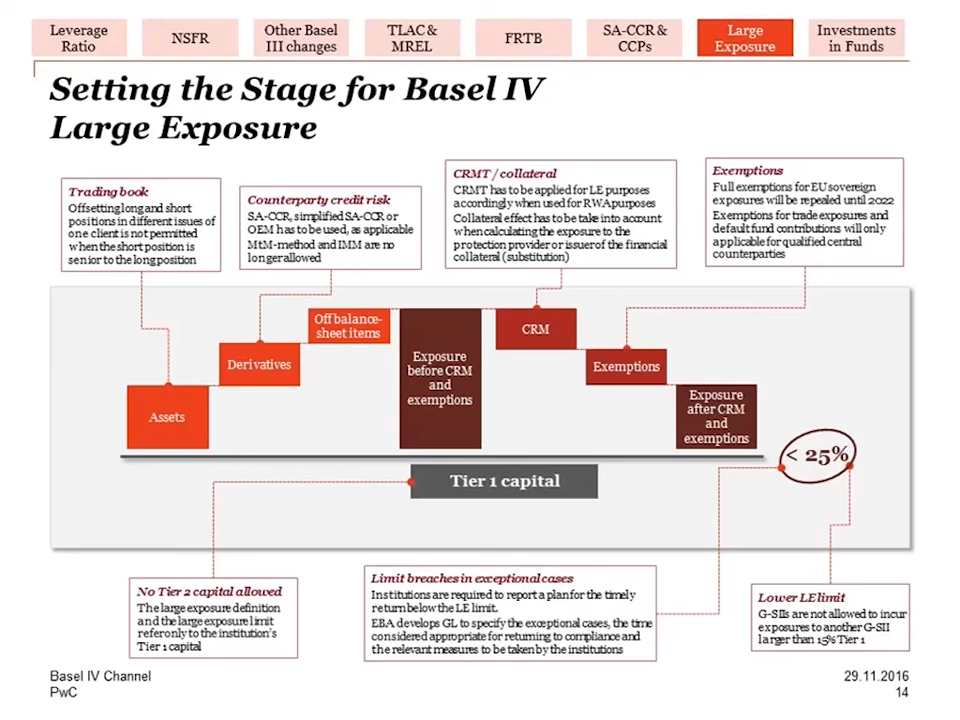 Leverage
Ratio
NSFR
Other Basel
III changes
TLAC &
MREL
FRTB
SA-CCR &
CCPs
Large
Exposure
Investments
in Funds
Setting the Stage for Basel IV
Large Exposure
Trading book
Offsetting long and short
positions in different issues of
one client is not permitted
when the short position is
senior to the long position
Counterparty credit risk
SA-CCR, simplified SA-CCR or
OEM has to be used, as applicable
MtM-method and IMM are no
longer allowed
CRMT / collateral
CRMT has to be applied for LE purposes
accordingly when used for RWA purposes
Collateral effect has to be take into account
when calculating the exposure to the
protection provider or issuer of the financial
collateral (substitution)
Exemptions
Full exemptions for EU sovereign
exposures will be repealed until 2022
Exemptions for trade exposures and
default fund contributions will only
applicable for qualified central
counterparties
Assets
Derivatives
Off balance-
sheet items
Exposure
before CRM
and
exemptions
CRM
Exemptions
Exposure
after CRM
and
exemptions
< 25%
Tier 1 capital
No Tier 2 capital allowed
The large exposure definition
and the large exposure limit
refer only to the institution's
Tier 1 capital
Limit breaches in exceptional cases
Institutions are required to report a plan for the timely
return below the LE limit.
EBA develops GL to specify the exceptional cases, the time
considered appropriate for returning to compliance and
the relevant measures to be taken by the institutions
Lower LE limit
G-SIIs are not allowed to incur
exposures to another G-SII
larger than 15% Tier 1
Basel IV Channel
PwC
29.11.2016
14